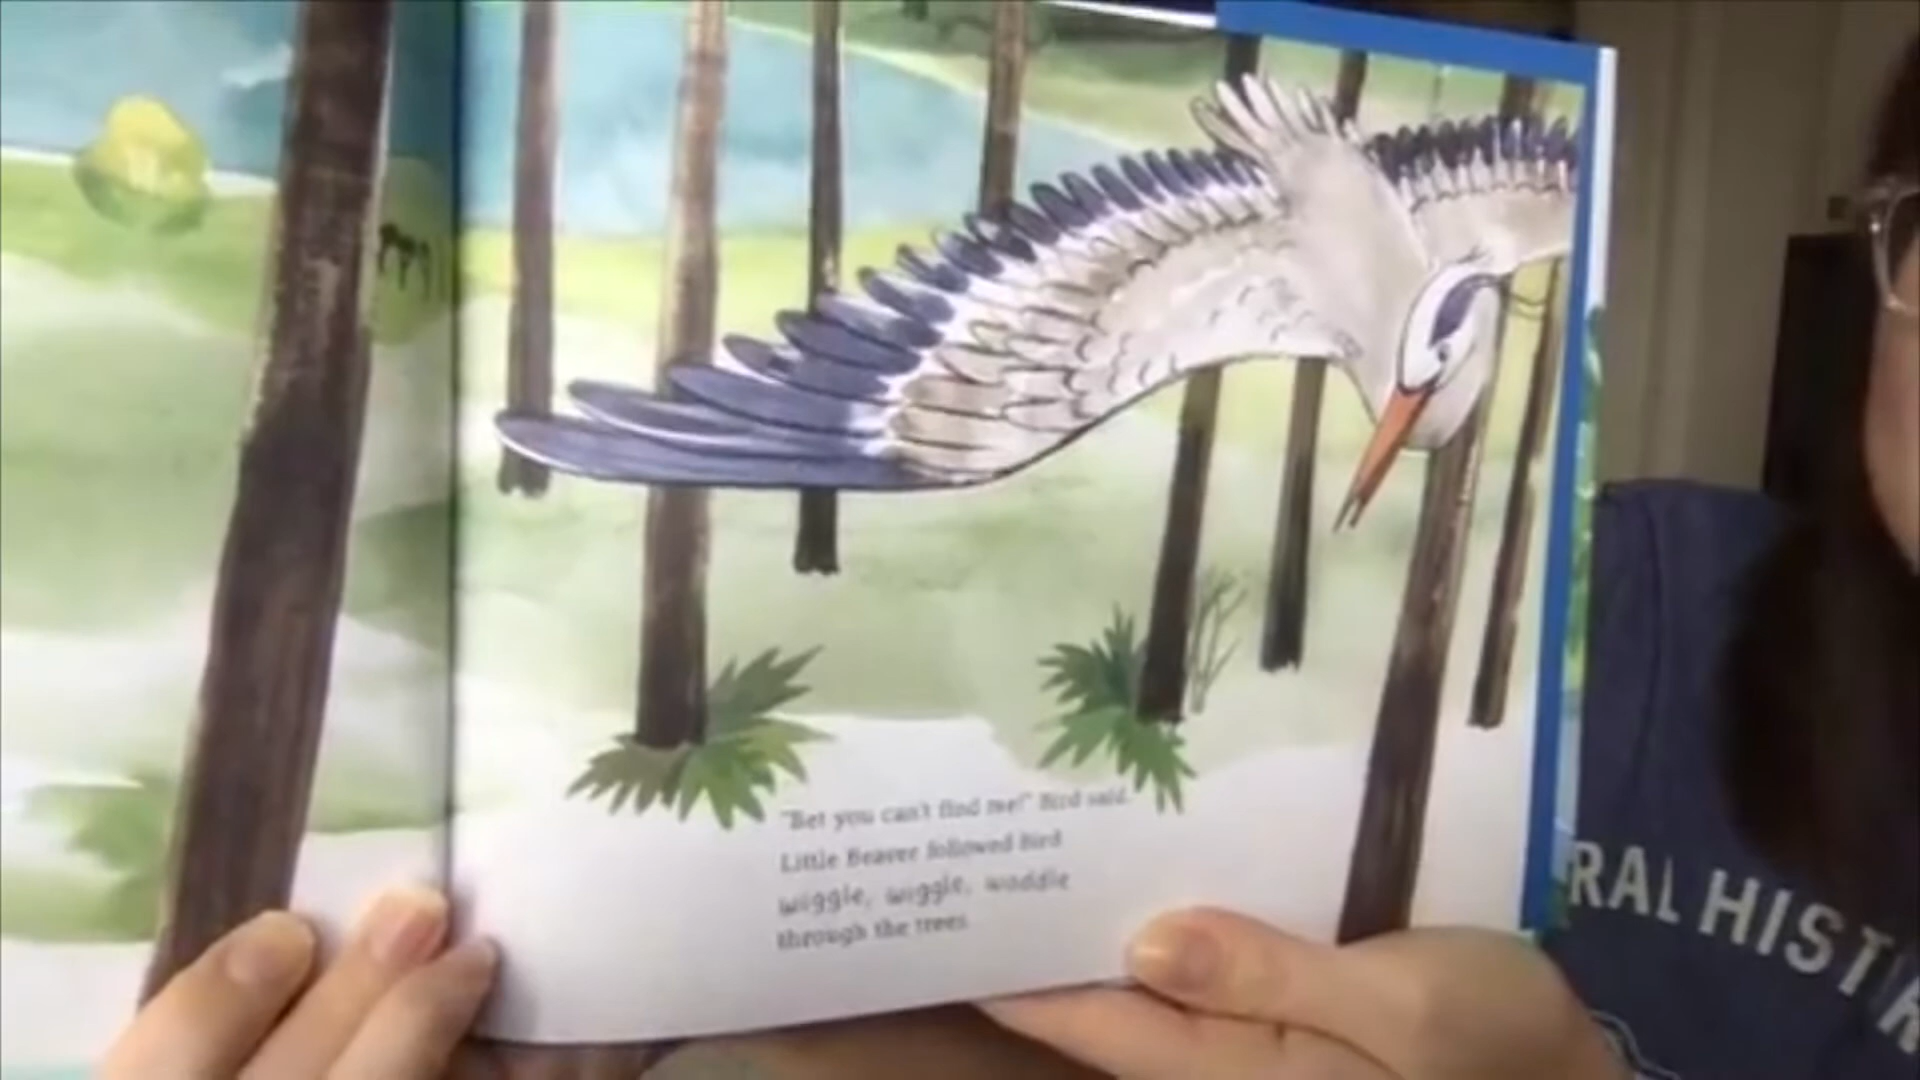 "Bet you can't find me!" Bird said.
Little Beaver followed Bird
wiggle, wiggle, waddle
through the trees.
RAL HIST